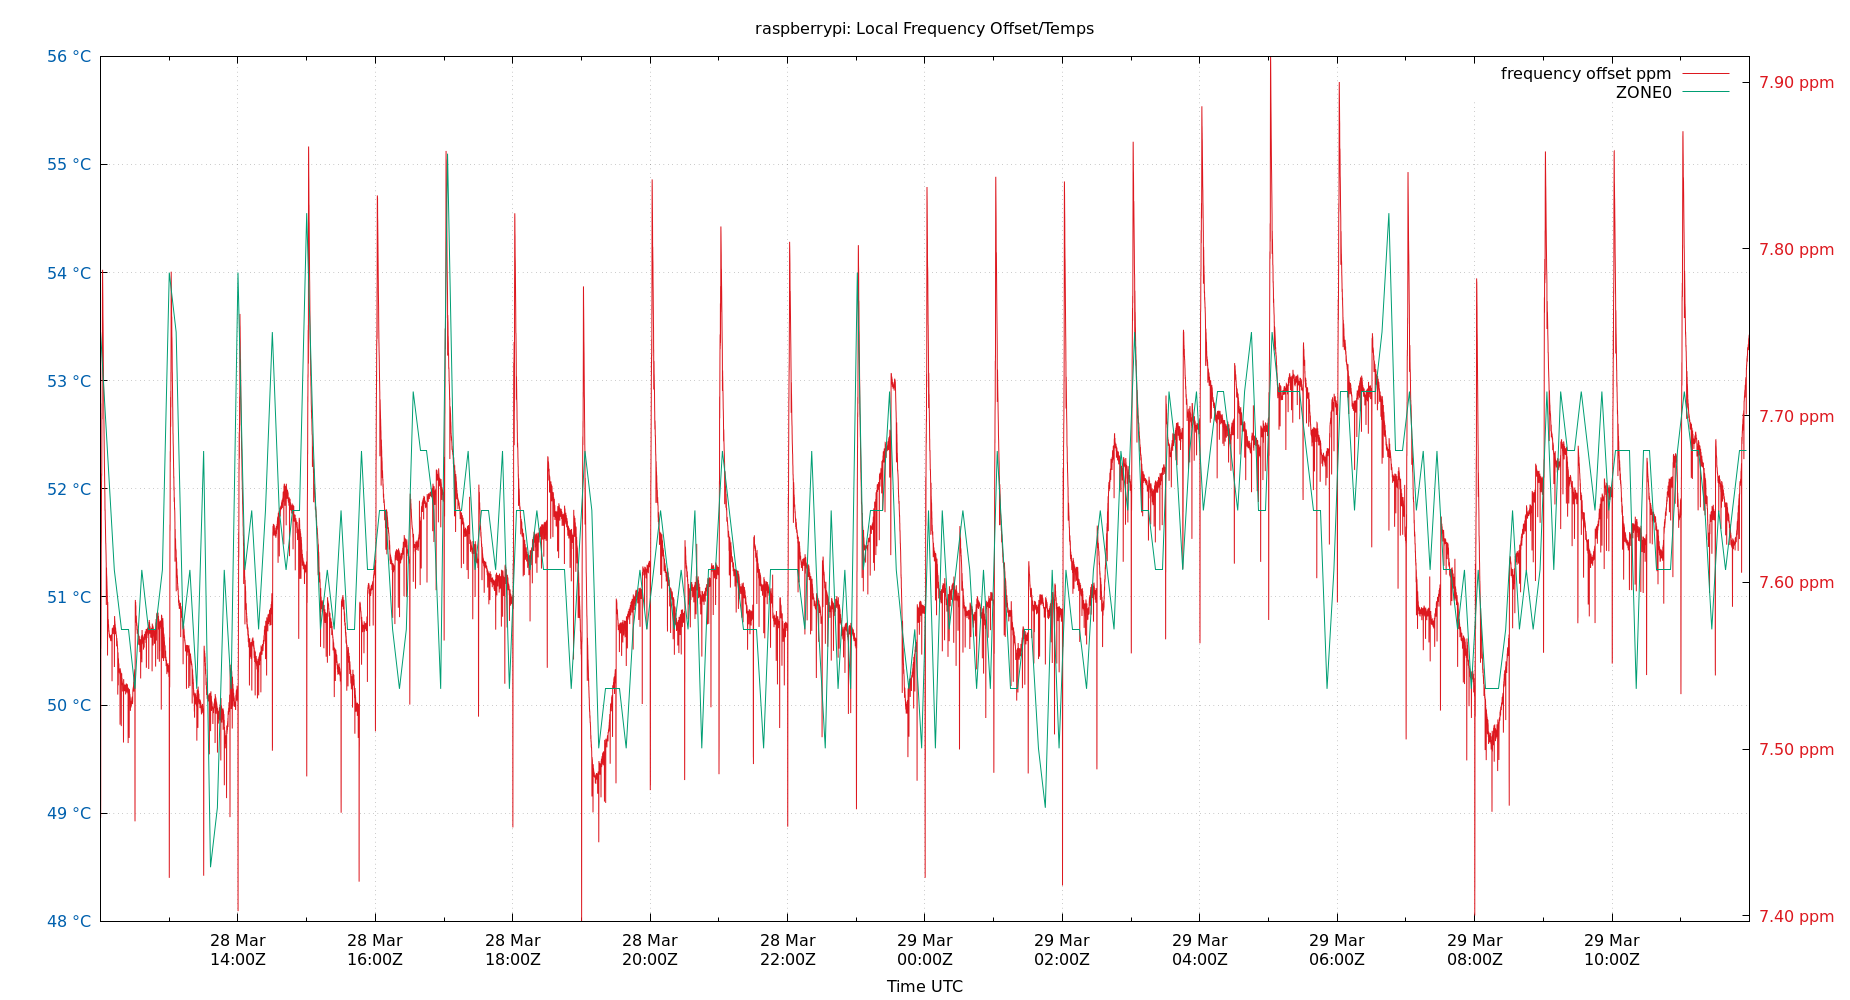 raspberrypi: Local Frequency Offset/Temps
frequency offset ppm
ZONE0
56 °C
55 °C
54 °C
53 °C
52 °C
51 °C
50 °C
49 °C
48 °C
7.90 ppm
7.80 ppm
7.70 ppm
7.60 ppm
7.50 ppm
7.40 ppm
28 Mar
14:00Z
28 Mar
16:00Z
28 Mar
18:00Z
28 Mar
20:00Z
28 Mar
22:00Z
29 Mar
00:00Z
29 Mar
02:00Z
29 Mar
04:00Z
29 Mar
06:00Z
29 Mar
08:00Z
29 Mar
10:00Z
Time UTC